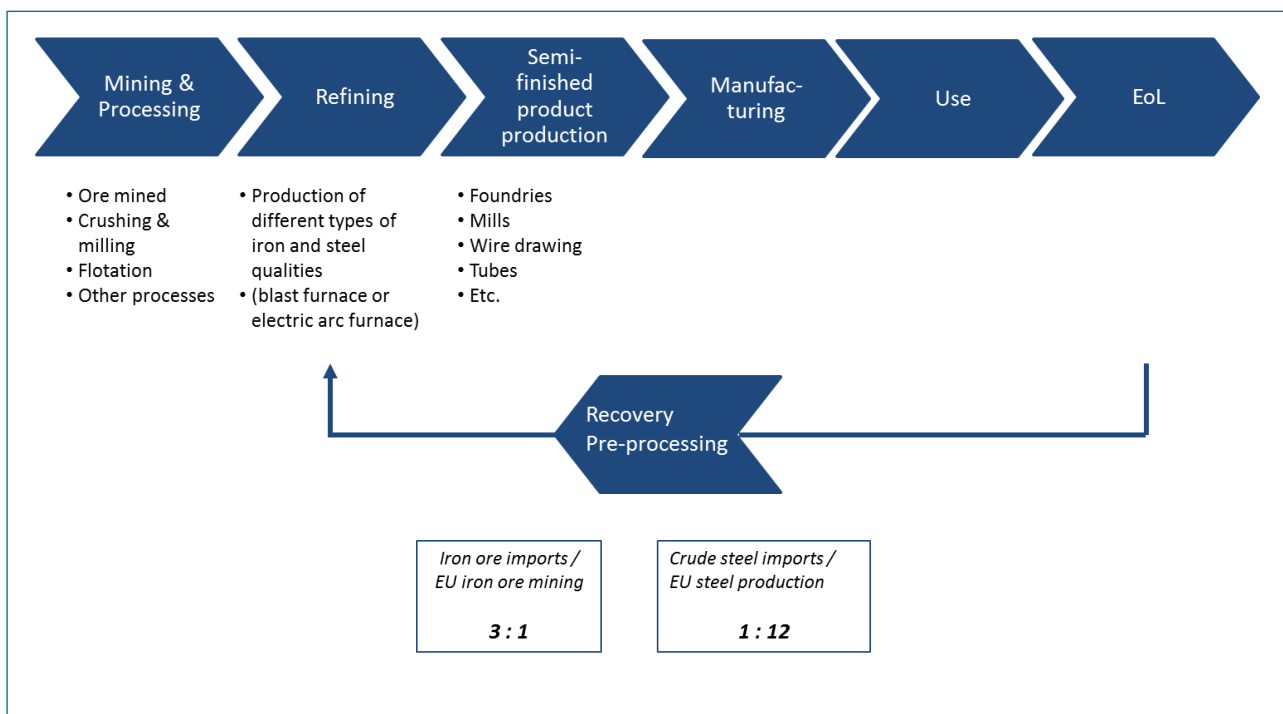 Mining &
Processing
Refining
Semi-
finished
product
production
Manufac-
turing
Use
EoL
• Ore mined
• Crushing &
milling
• Flotation
• Other processes
• Production of
different types of
iron and steel
qualities
• (blast furnace or
electric arc furnace)
• Foundries
• Mills
• Wire drawing
• Tubes
• Etc.
Recovery
Pre-processing
Iron ore imports /
EU iron ore mining
3 : 1
Crude steel imports /
EU steel production
1 : 12